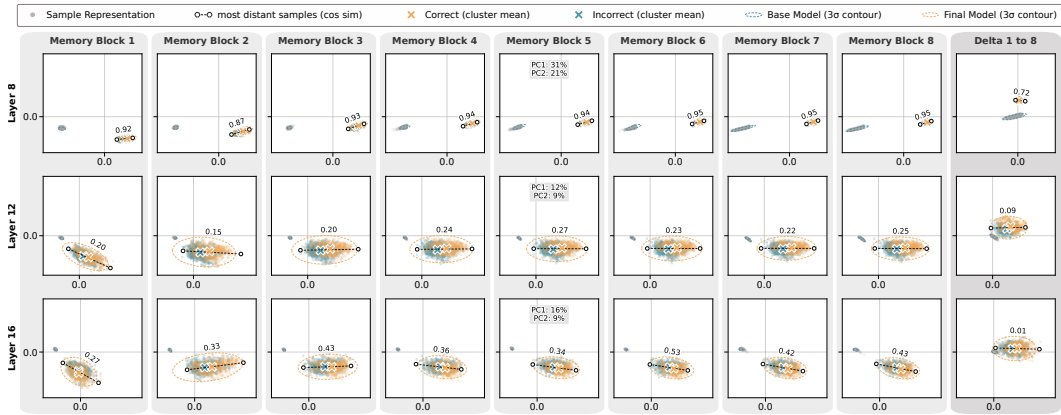 Sample Representation most distant samples (cos sim) Correct (cluster mean) Incorrect (cluster mean) Base Model (3σ contour) Final Model (3σ contour)
Memory Block 1 Memory Block 2 Memory Block 3 Memory Block 4 Memory Block 5 Memory Block 6 Memory Block 7 Memory Block 8 Delta 1 to 8
Layer 8
PC1: 31%
PC2: 21%
0.92 0.87 0.93 0.94 0.94 0.95 0.95 0.95 0.72
0.0
0.0 0.0 0.0 0.0 0.0 0.0 0.0 0.0 0.0
Layer 12
PC1: 12%
PC2: 9%
0.20 0.15 0.20 0.24 0.27 0.23 0.22 0.25 0.09
0.0
0.0 0.0 0.0 0.0 0.0 0.0 0.0 0.0 0.0
Layer 16
PC1: 16%
PC2: 9%
0.27 0.33 0.43 0.36 0.34 0.53 0.42 0.43 0.01
0.0
0.0 0.0 0.0 0.0 0.0 0.0 0.0 0.0 0.0